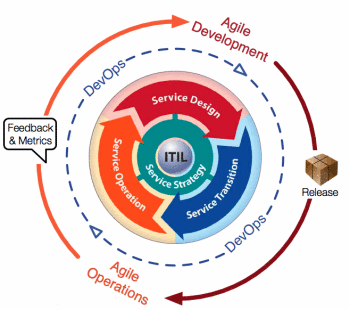 Agile
Development
DevOps
Service Design
Feedback
& Metrics
ITIL
Service Strategy
Service Operation
Service Transition
Release
DevOps
Agile
Operations